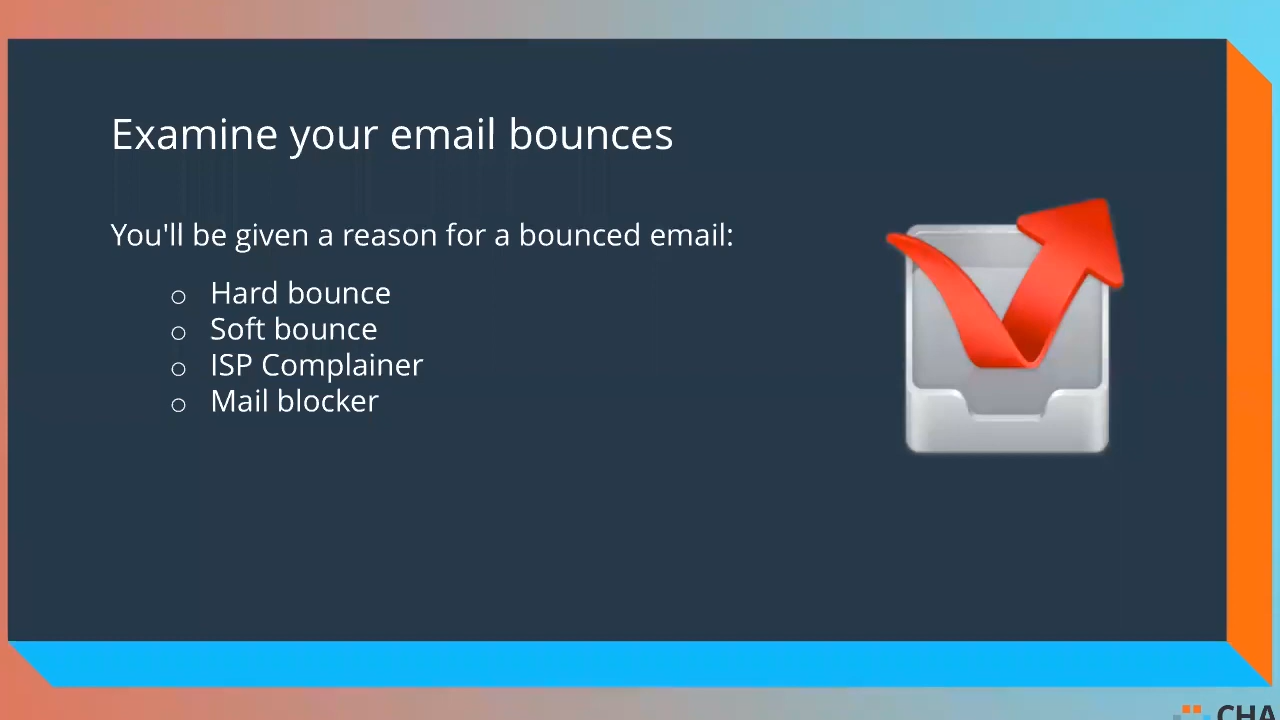 Examine your email bounces
You'll be given a reason for a bounced email:
Hard bounce
Soft bounce
ISP Complainer
Mail blocker
CHA